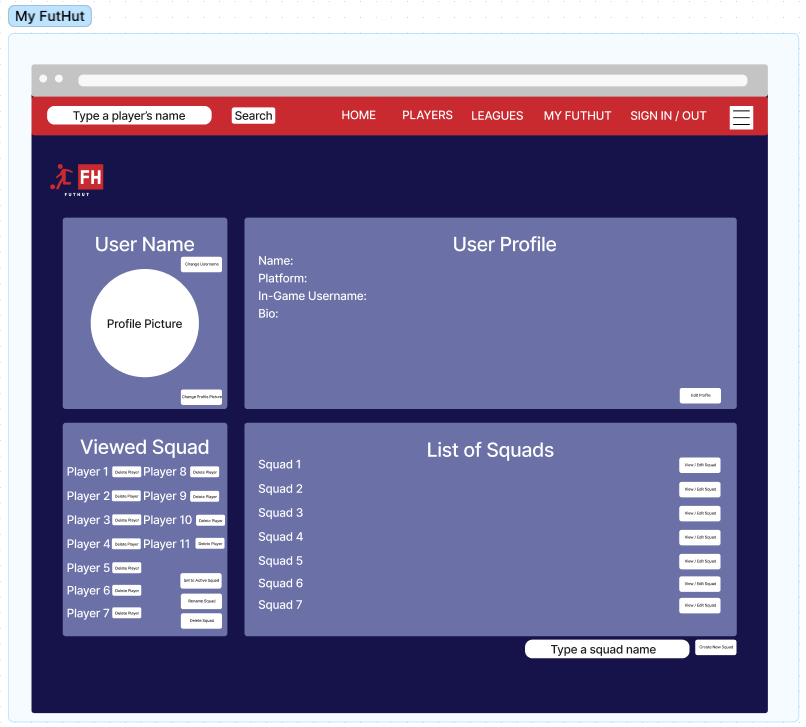 My FutHut
Type a player's name
Search
HOME
PLAYERS
LEAGUES
MY FUTHUT
SIGN IN / OUT
FH
FUTHUT
User Name
Change Username
Profile Picture
Change Profile Picture
User Profile
Name:
Platform:
In-Game Username:
Bio:
Edit Profile
Viewed Squad
Player 1 Delete Player Player 8 Delete Player
Player 2 Delete Player Player 9 Delete Player
Player 3 Delete Player Player 10 Delete Player
Player 4 Delete Player Player 11 Delete Player
Player 5 Delete Player
Player 6 Delete Player
Player 7 Delete Player
Set to Active Squad
Rename Squad
Delete Squad
List of Squads
Squad 1 View / Edit Squad
Squad 2 View / Edit Squad
Squad 3 View / Edit Squad
Squad 4 View / Edit Squad
Squad 5 View / Edit Squad
Squad 6 View / Edit Squad
Squad 7 View / Edit Squad
Type a squad name
Create New Squad